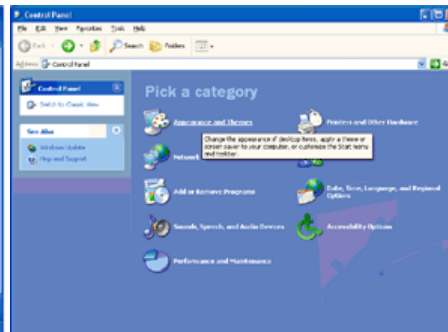 Control Panel
File Edit View Favorites Tools Help
Back Search Folders
Address Control Panel Go
Control Panel
Switch to Classic View
See Also
Windows Update
Help and Support
Pick a category
Appearance and Themes
Printers and Other Hardware
Change the appearance of desktop items, apply a theme or
screen saver to your computer, or customize the Start menu
and taskbar.
Network
Add or Remove Programs
Date, Time, Language, and Regional
Options
Sounds, Speech, and Audio Devices
Accessibility Options
Performance and Maintenance